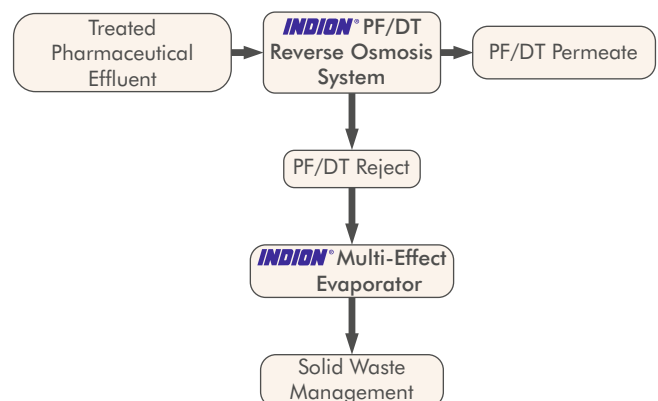 Treated
Pharmaceutical
Effluent
INDION® PF/DT
Reverse Osmosis
System
PF/DT Permeate
PF/DT Reject
INDION® Multi-Effect
Evaporator
Solid Waste
Management